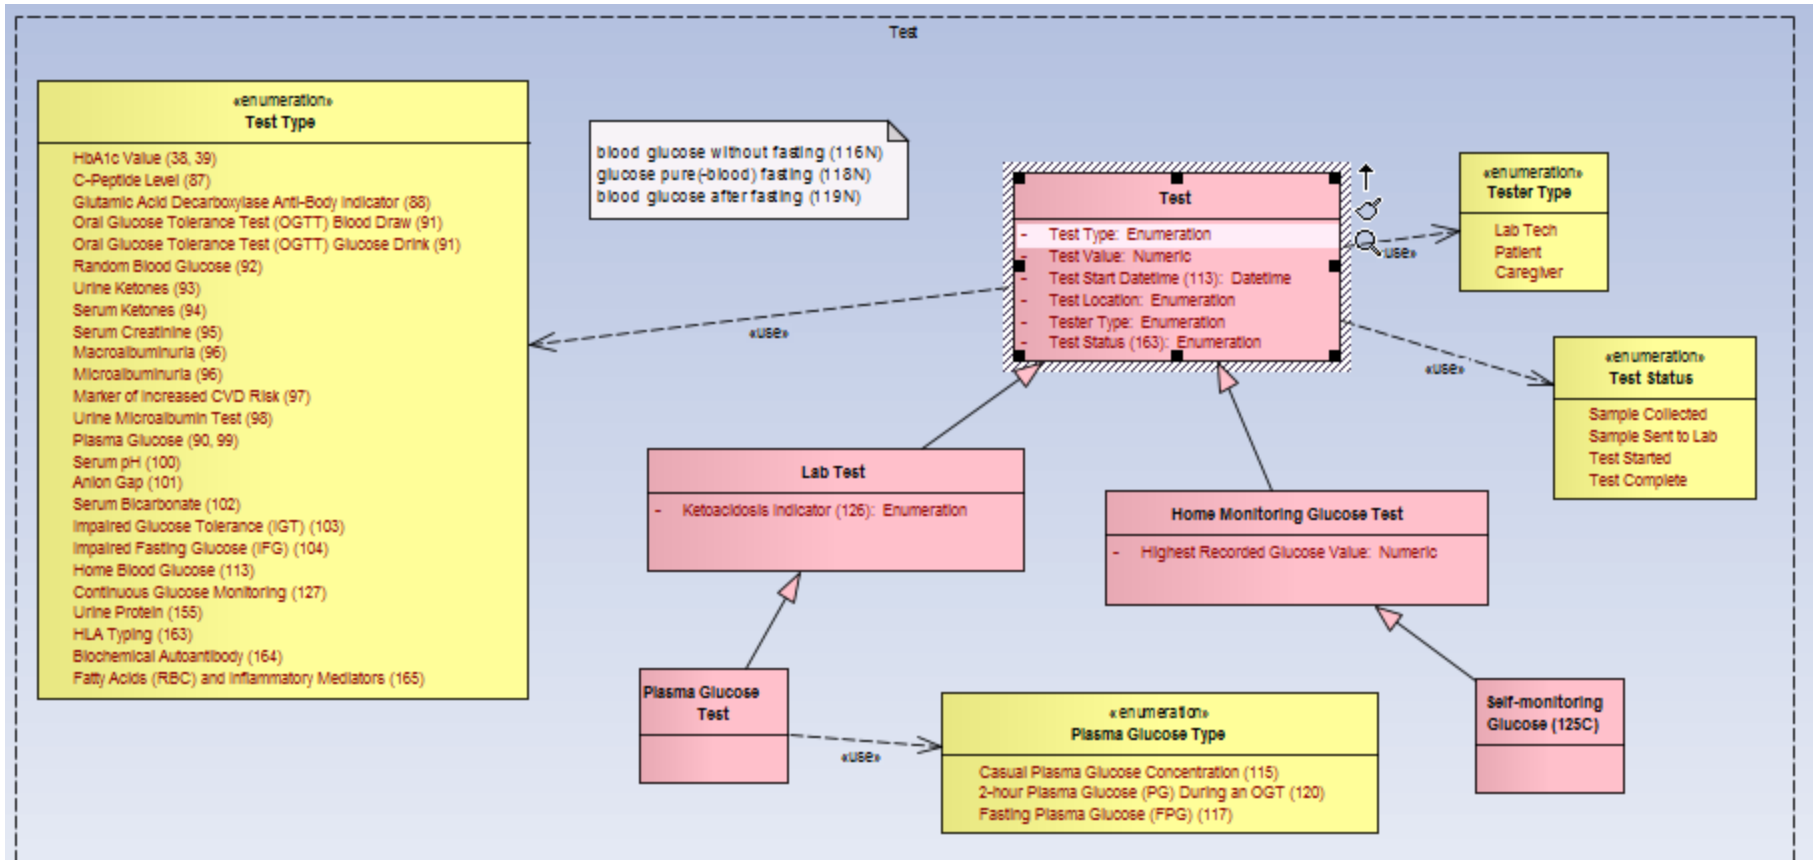 Test
«enumeration»
Test Type
HbA1c Value (38, 39)
C-Peptide Level (87)
Glutamic Acid Decarboxylase Anti-Body Indicator (88)
Oral Glucose Tolerance Test (OGTT) Blood Draw (91)
Oral Glucose Tolerance Test (OGTT) Glucose Drink (91)
Random Blood Glucose (92)
Urine Ketones (93)
Serum Ketones (94)
Serum Creatinine (95)
Macroalbuminuria (96)
Microalbuminuria (96)
Marker of Increased CVD Risk (97)
Urine Microalbumin Test (98)
Plasma Glucose (90, 99)
Serum pH (100)
Anion Gap (101)
Serum Bicarbonate (102)
Impaired Glucose Tolerance (IGT) (103)
Impaired Fasting Glucose (IFG) (104)
Home Blood Glucose (113)
Continuous Glucose Monitoring (127)
Urine Protein (155)
HLA Typing (163)
Biochemical Autoantibody (164)
Fatty Acids (RBC) and Inflammatory Mediators (165)
blood glucose without fasting (116N)
glucose pure(-blood) fasting (118N)
blood glucose after fasting (119N)
«use»
Test
- Test Type: Enumeration
- Test Value: Numeric
- Test Start Datetime (113): Datetime
- Test Location: Enumeration
- Tester Type: Enumeration
- Test Status (163): Enumeration
«use»
«enumeration»
Tester Type
Lab Tech
Patient
Caregiver
«use»
«enumeration»
Test Status
Sample Collected
Sample Sent to Lab
Test Started
Test Complete
Lab Test
- Ketoacidosis Indicator (126): Enumeration
Home Monitoring Glucose Test
- Highest Recorded Glucose Value: Numeric
Plasma Glucose
Test
«use»
«enumeration»
Plasma Glucose Type
Casual Plasma Glucose Concentration (115)
2-hour Plasma Glucose (PG) During an OGT (120)
Fasting Plasma Glucose (FPG) (117)
Self-monitoring
Glucose (125C)